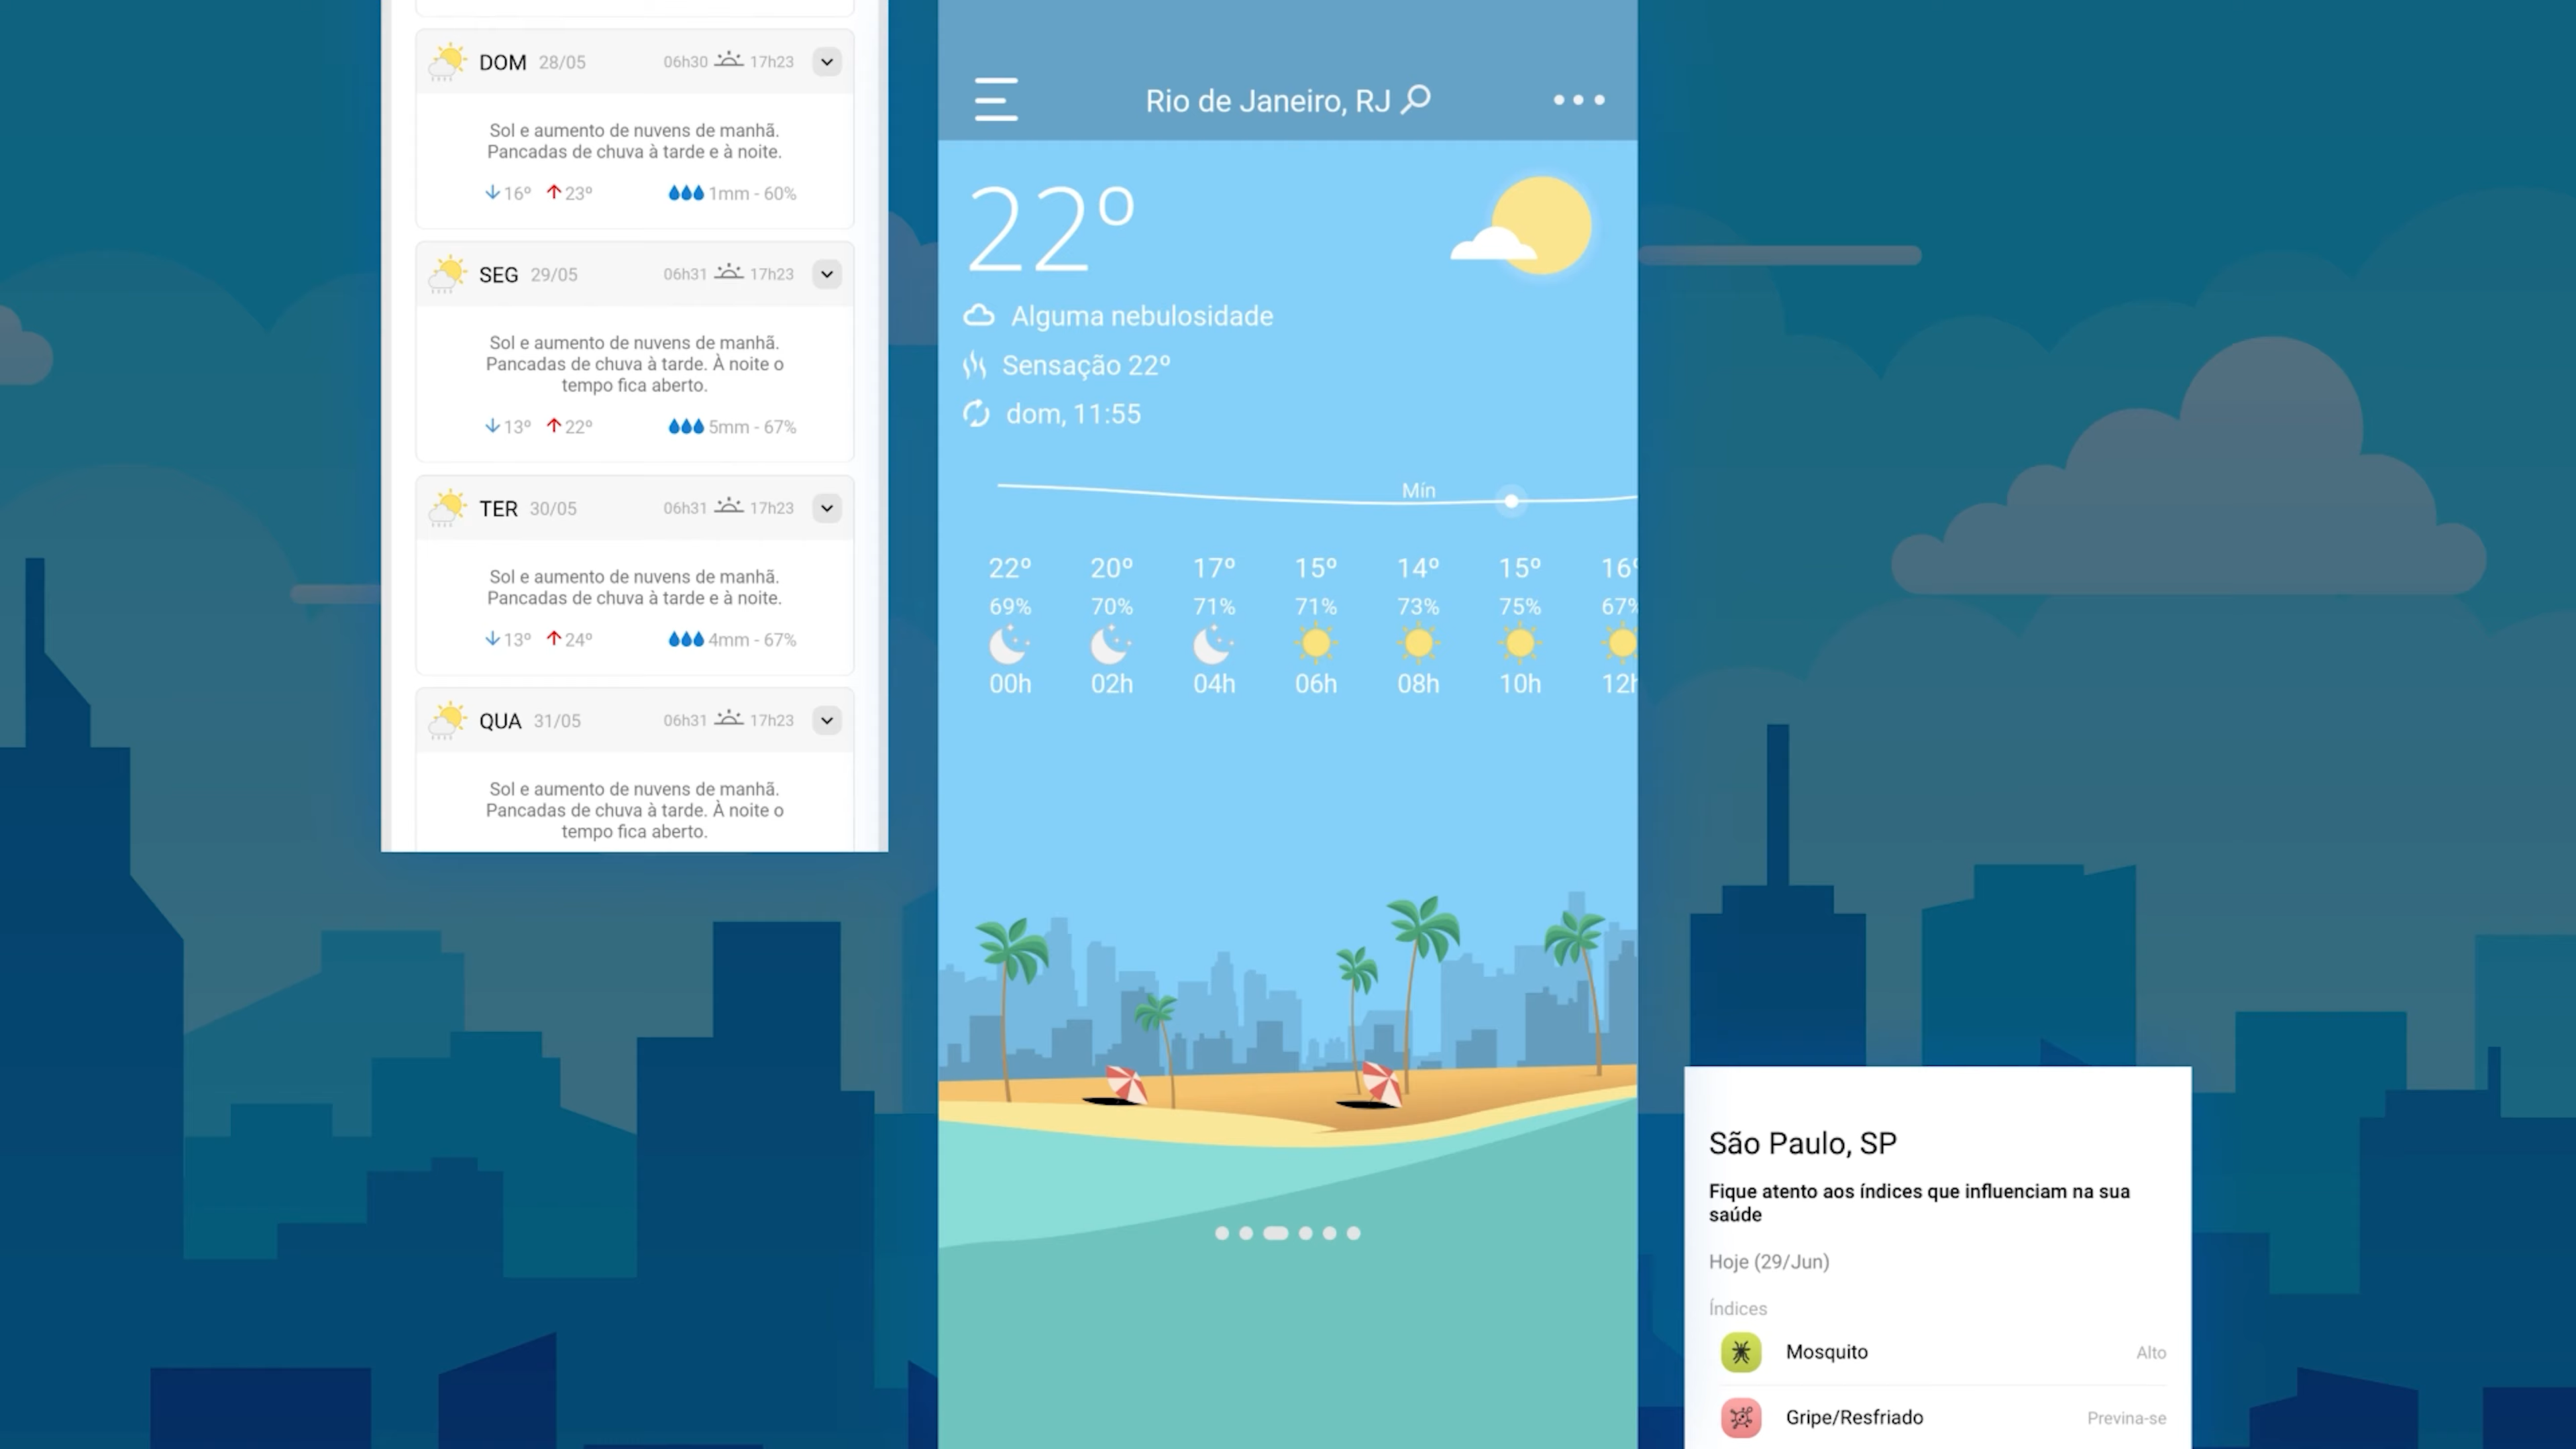 DOM 28/05 06h30 17h23
Sol e aumento de nuvens de manhã.
Pancadas de chuva à tarde e à noite.
16º 23º 1mm - 60%
SEG 29/05 06h31 17h23
Sol e aumento de nuvens de manhã.
Pancadas de chuva à tarde. À noite o
tempo fica aberto.
13º 22º 5mm - 67%
TER 30/05 06h31 17h23
Sol e aumento de nuvens de manhã.
Pancadas de chuva à tarde e à noite.
13º 24º 4mm - 67%
QUA 31/05 06h31 17h23
Sol e aumento de nuvens de manhã.
Pancadas de chuva à tarde. À noite o
tempo fica aberto.
Rio de Janeiro, RJ
22º
Alguma nebulosidade
Sensação 22º
dom, 11:55
Mín
22º 20º 17º 15º 14º 15º 16º
69% 70% 71% 71% 73% 75% 67%
00h 02h 04h 06h 08h 10h 12h
São Paulo, SP
Fique atento aos índices que influenciam na sua
saúde
Hoje (29/Jun)
Índices
Mosquito Alto
Gripe/Resfriado Previna-se